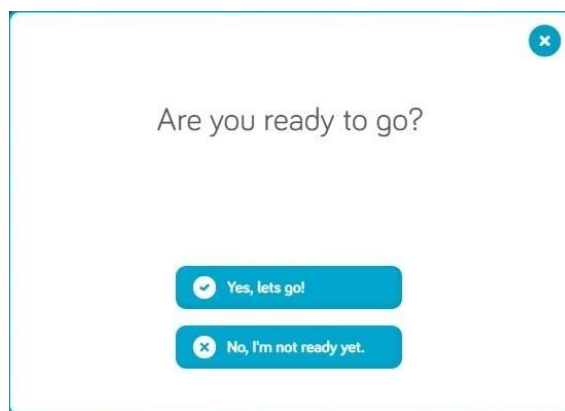 Are you ready to go?
Yes, lets go!
No, I'm not ready yet.